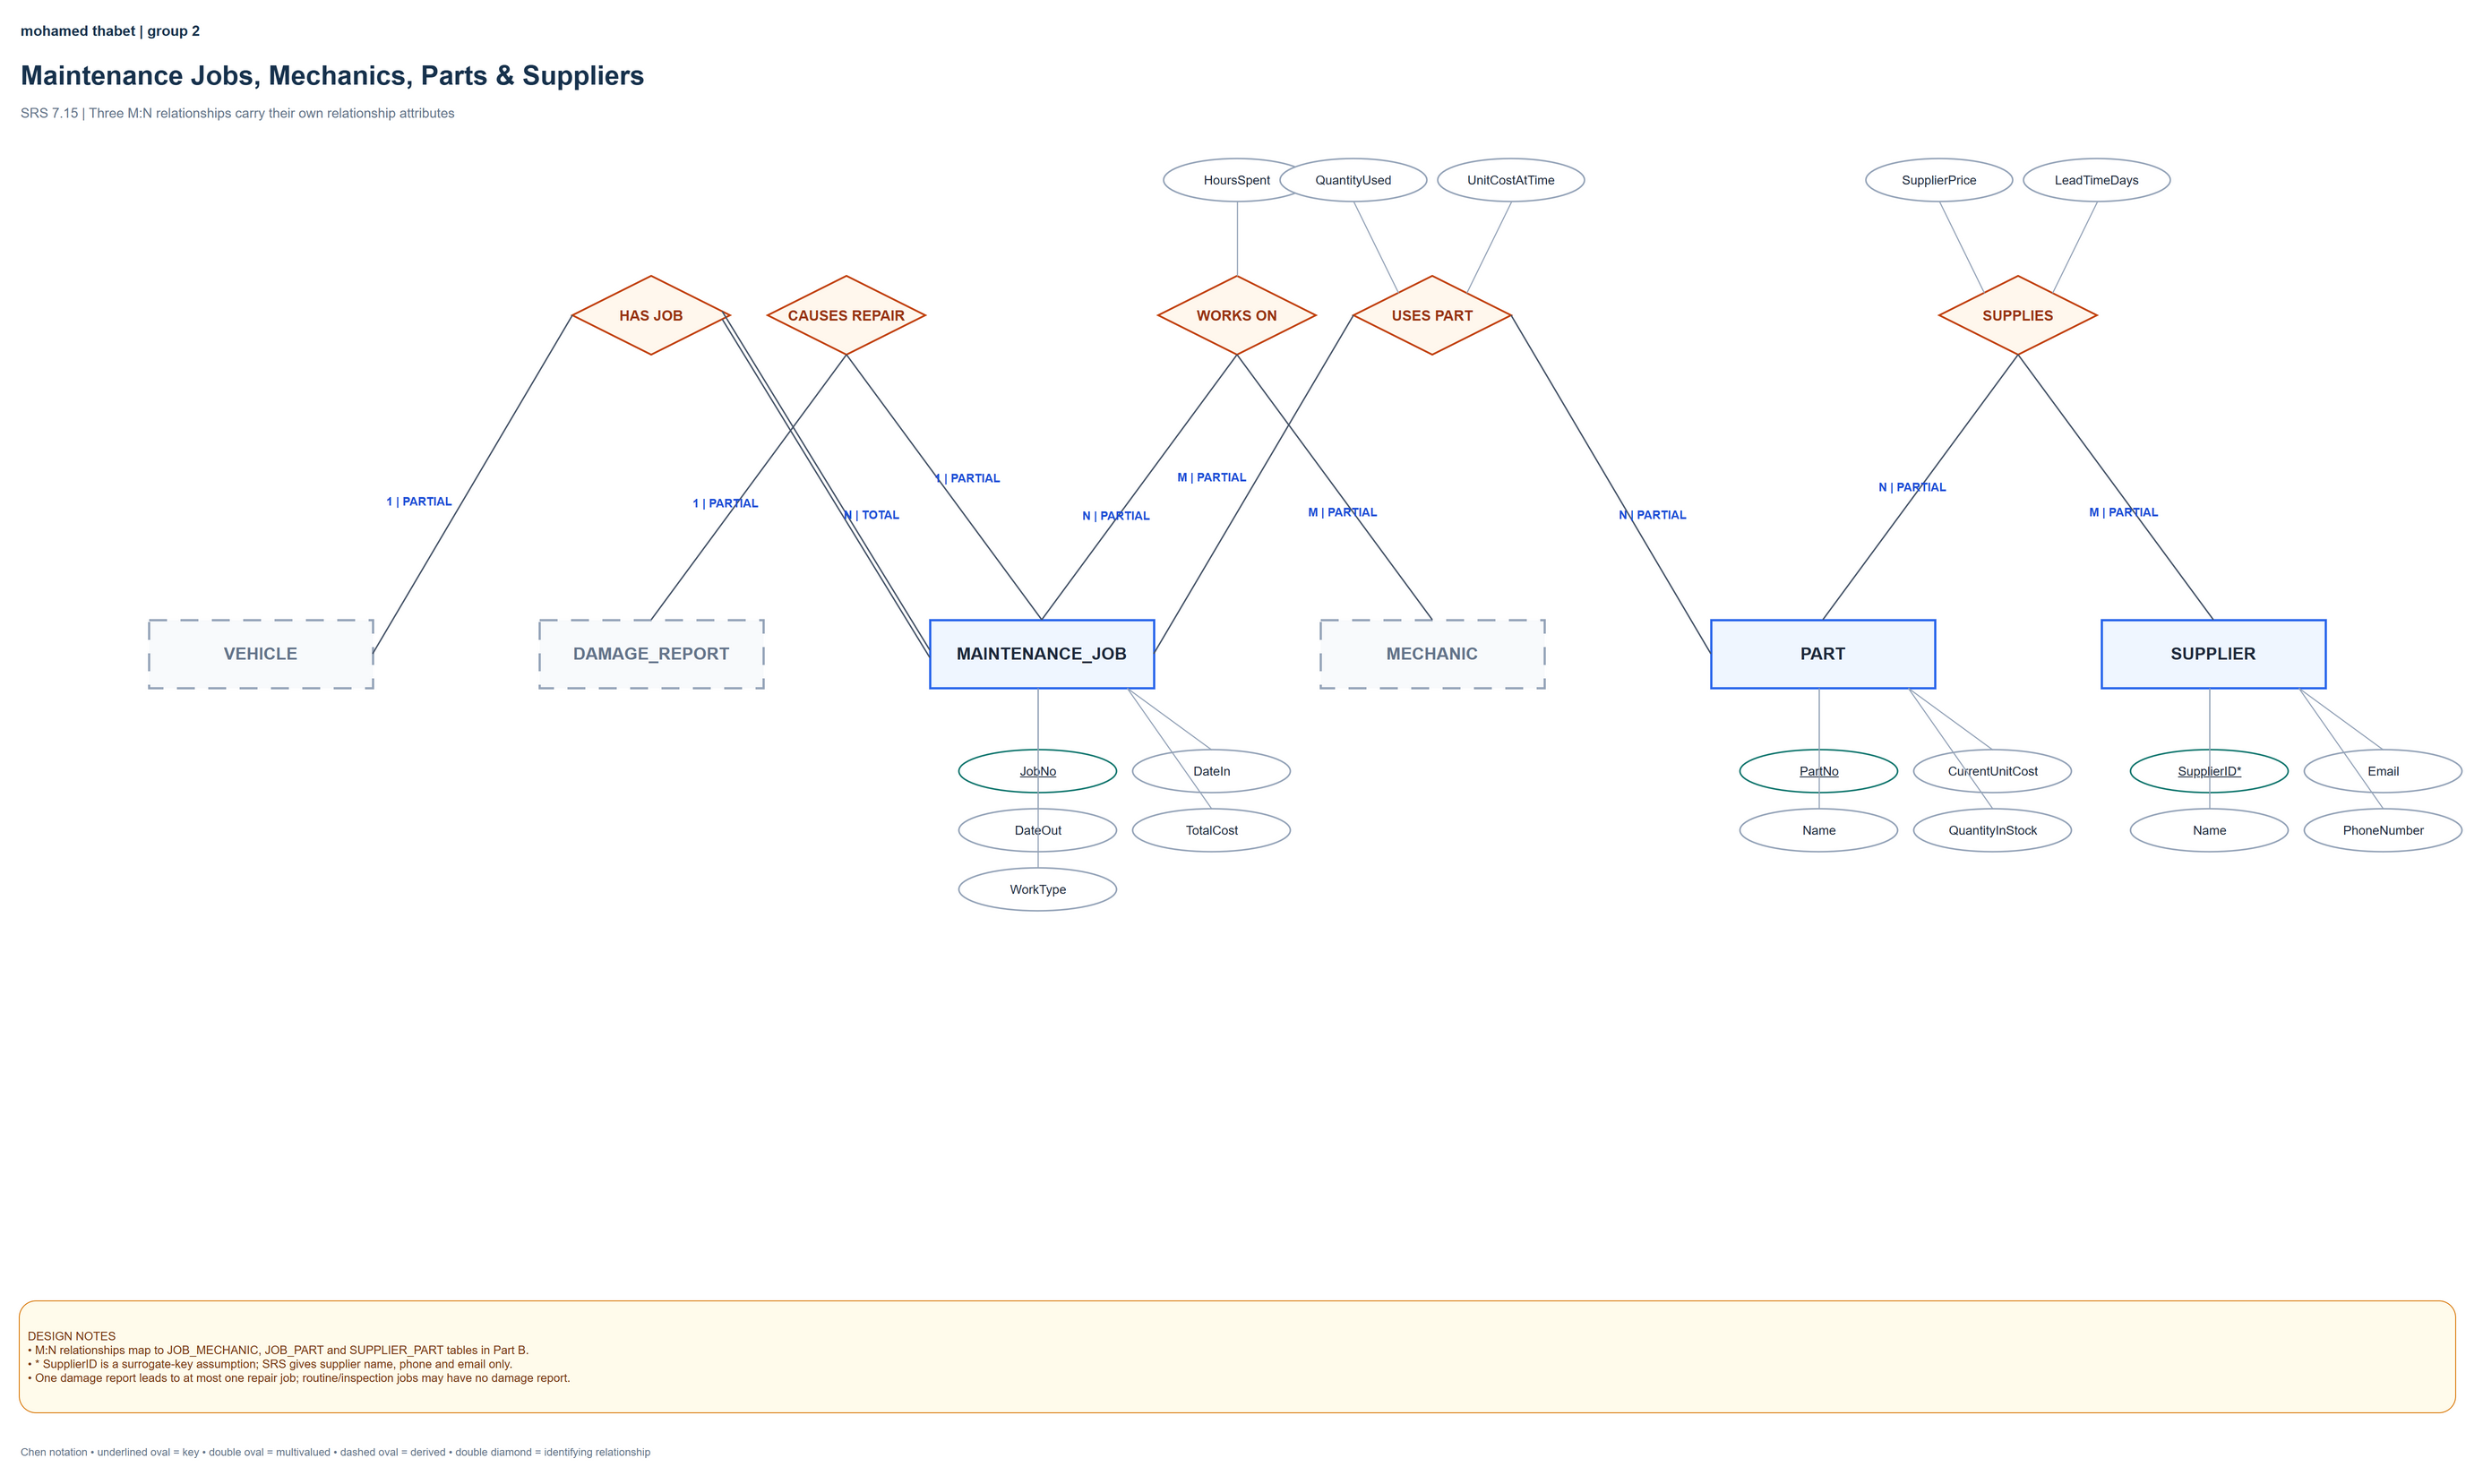 mohamed thabet | group 2
Maintenance Jobs, Mechanics, Parts & Suppliers
SRS 7.15 | Three M:N relationships carry their own relationship attributes
HoursSpent
QuantityUsed
UnitCostAtTime
SupplierPrice
LeadTimeDays
HAS JOB
CAUSES REPAIR
WORKS ON
USES PART
SUPPLIES
1 | PARTIAL
1 | PARTIAL
N | TOTAL
1 | PARTIAL
N | PARTIAL
M | PARTIAL
M | PARTIAL
N | PARTIAL
N | PARTIAL
M | PARTIAL
VEHICLE
DAMAGE_REPORT
MAINTENANCE_JOB
MECHANIC
PART
SUPPLIER
JobNo
DateIn
PartNo
CurrentUnitCost
SupplierID*
Email
DateOut
TotalCost
Name
QuantityInStock
Name
PhoneNumber
WorkType
DESIGN NOTES
• M:N relationships map to JOB_MECHANIC, JOB_PART and SUPPLIER_PART tables in Part B.
• * SupplierID is a surrogate-key assumption; SRS gives supplier name, phone and email only.
• One damage report leads to at most one repair job; routine/inspection jobs may have no damage report.
Chen notation • underlined oval = key • double oval = multivalued • dashed oval = derived • double diamond = identifying relationship